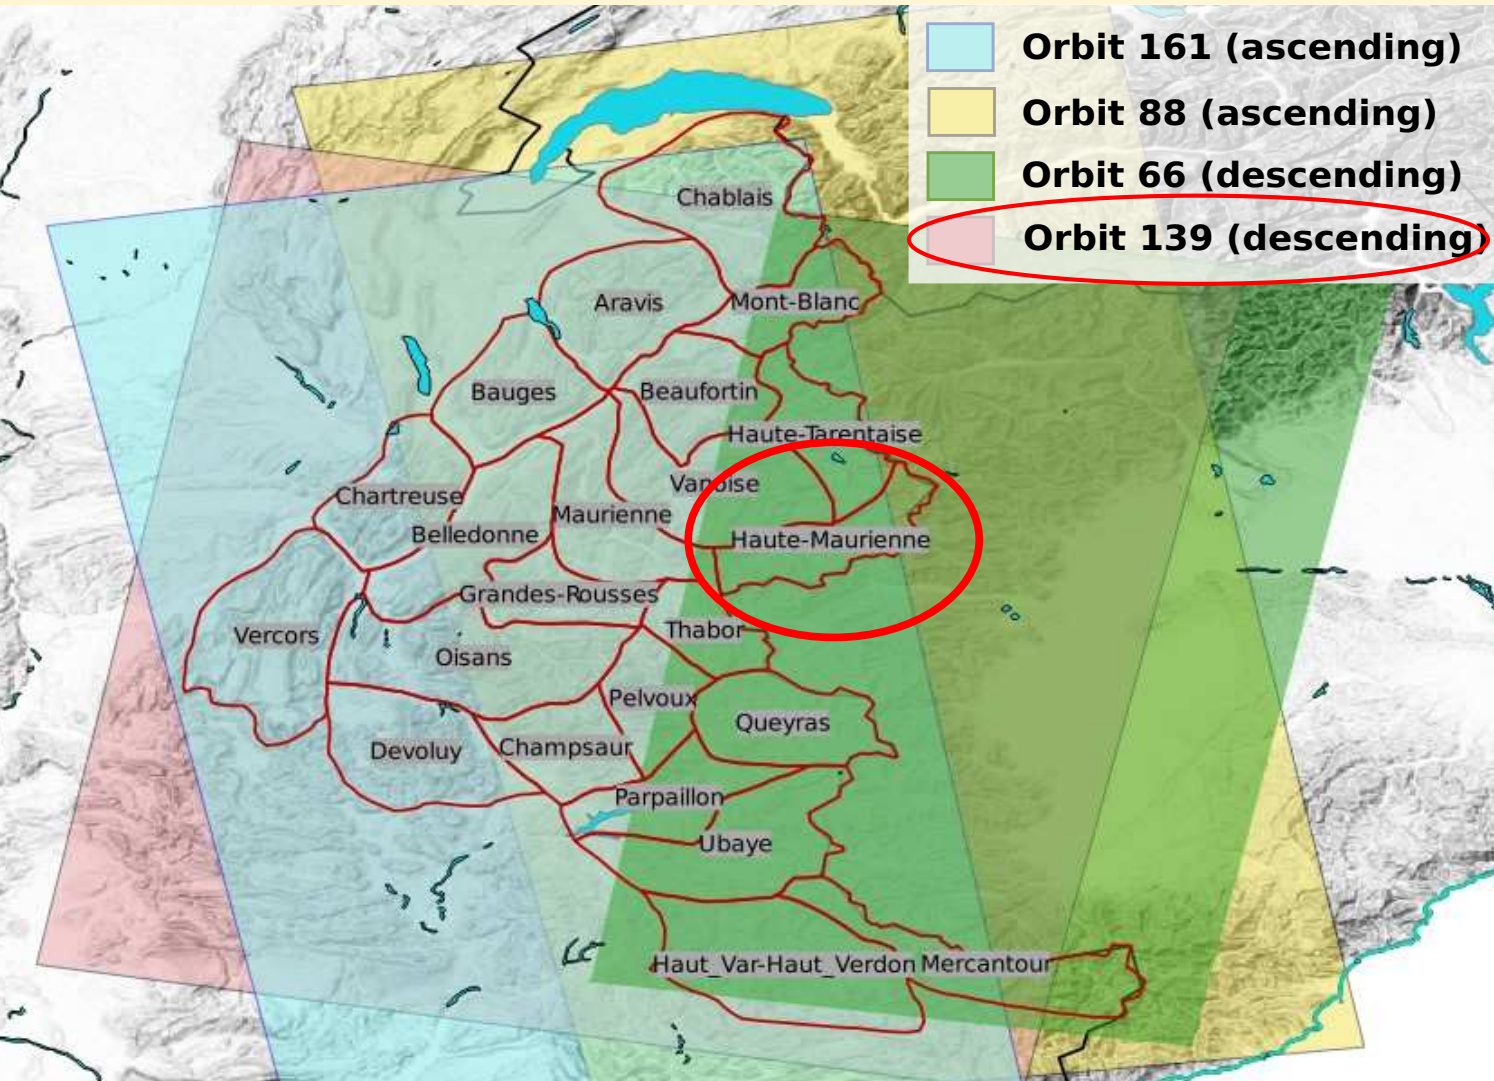 Orbit 161 (ascending)
Orbit 88 (ascending)
Orbit 66 (descending)
Orbit 139 (descending)
Chablais
Aravis
Mont-Blanc
Bauges
Beaufortin
Haute-Tarentaise
Vanoise
Chartreuse
Maurienne
Belledonne
Haute-Maurienne
Grandes-Rousses
Thabor
Vercors
Oisans
Pelvoux
Queyras
Devoluy
Champsaur
Parpaillon
Ubaye
Haut_Var-Haut_Verdon
Mercantour